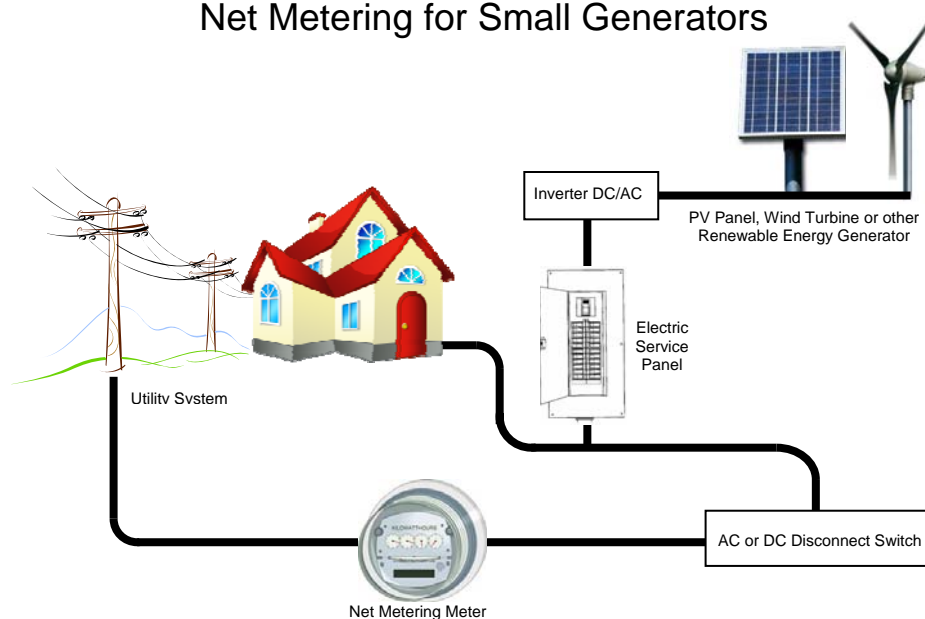 Net Metering for Small Generators
Inverter DC/AC
PV Panel, Wind Turbine or other
Renewable Energy Generator
Electric
Service
Panel
Utility System
KILOWATTHOURS
AC or DC Disconnect Switch
Net Metering Meter